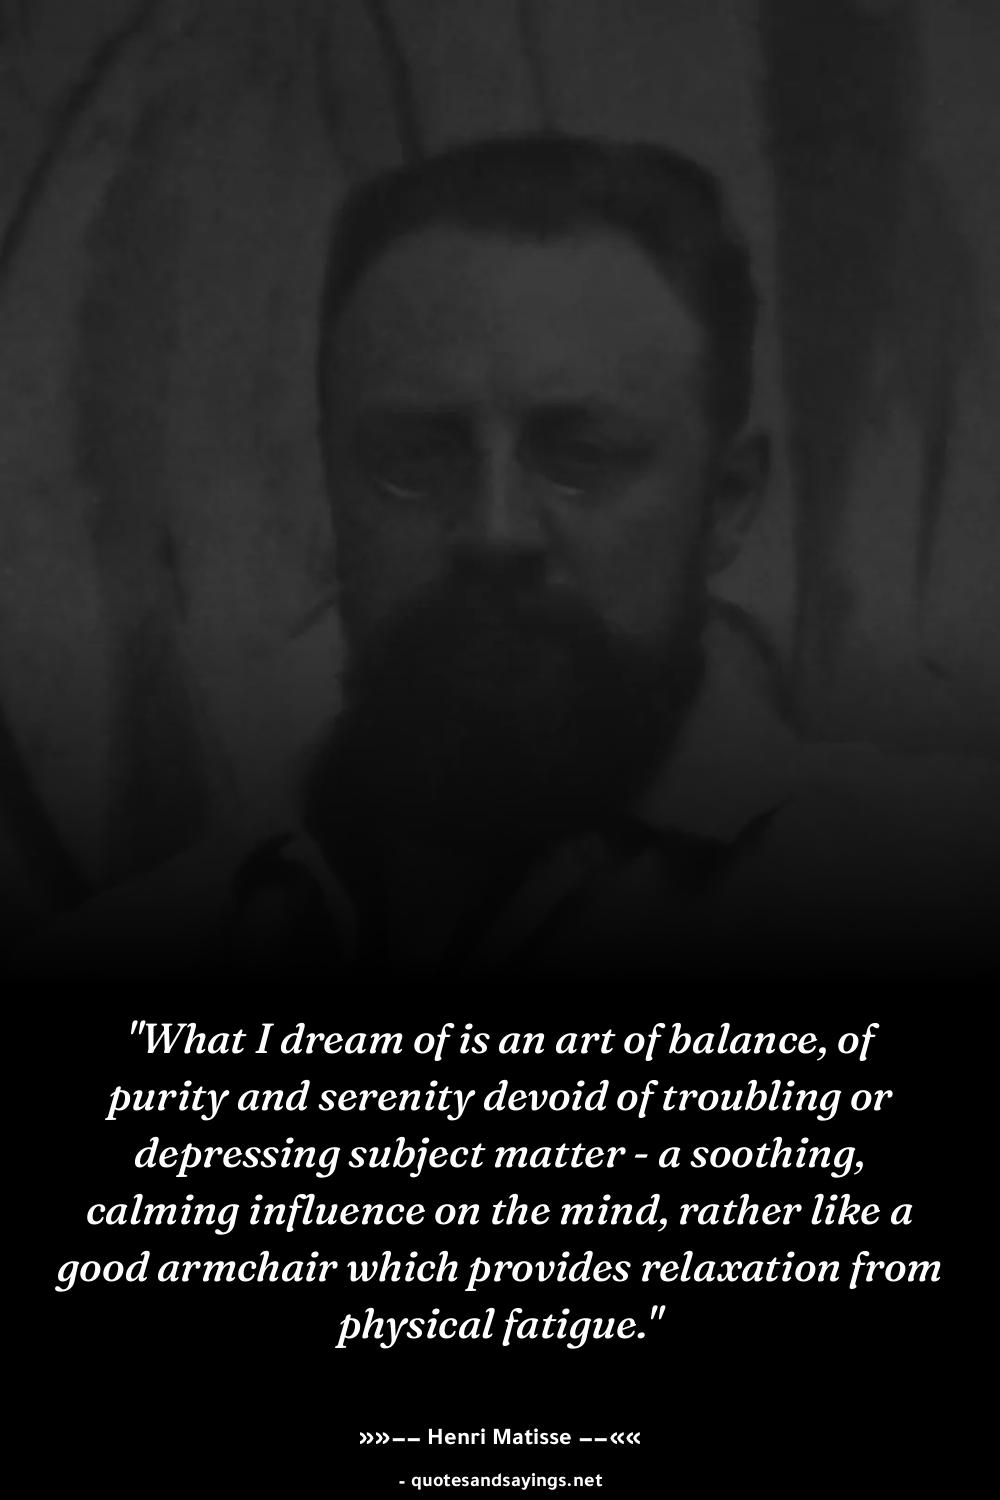 "What I dream of is an art of balance, of
purity and serenity devoid of troubling or
depressing subject matter - a soothing,
calming influence on the mind, rather like a
good armchair which provides relaxation from
physical fatigue."
»»−− Henri Matisse −−««
- quotesandsayings.net